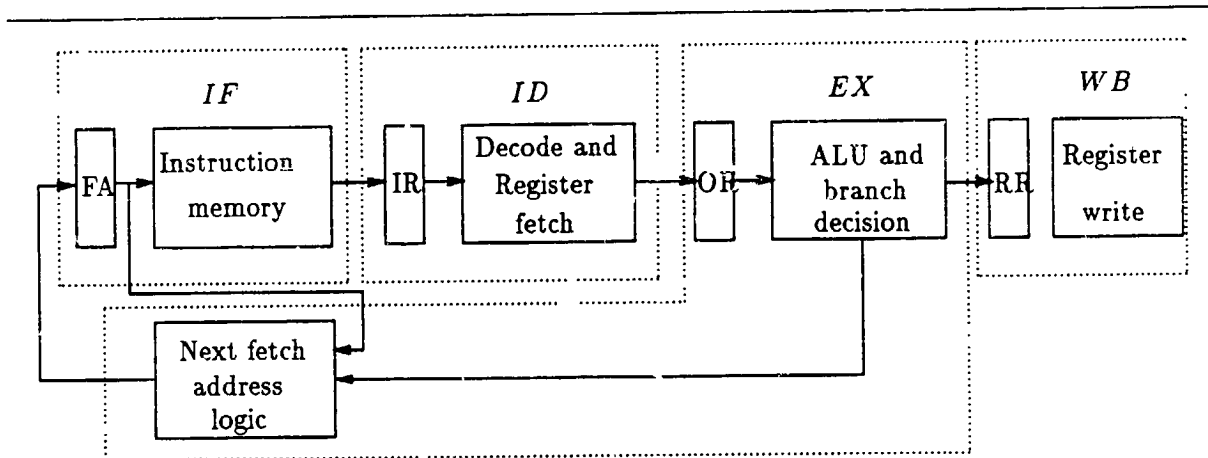 IF
ID
EX
WB
FA
Instruction
memory
IR
Decode and
Register
fetch
OR
ALU and
branch
decision
RR
Register
write
Next fetch
address
logic